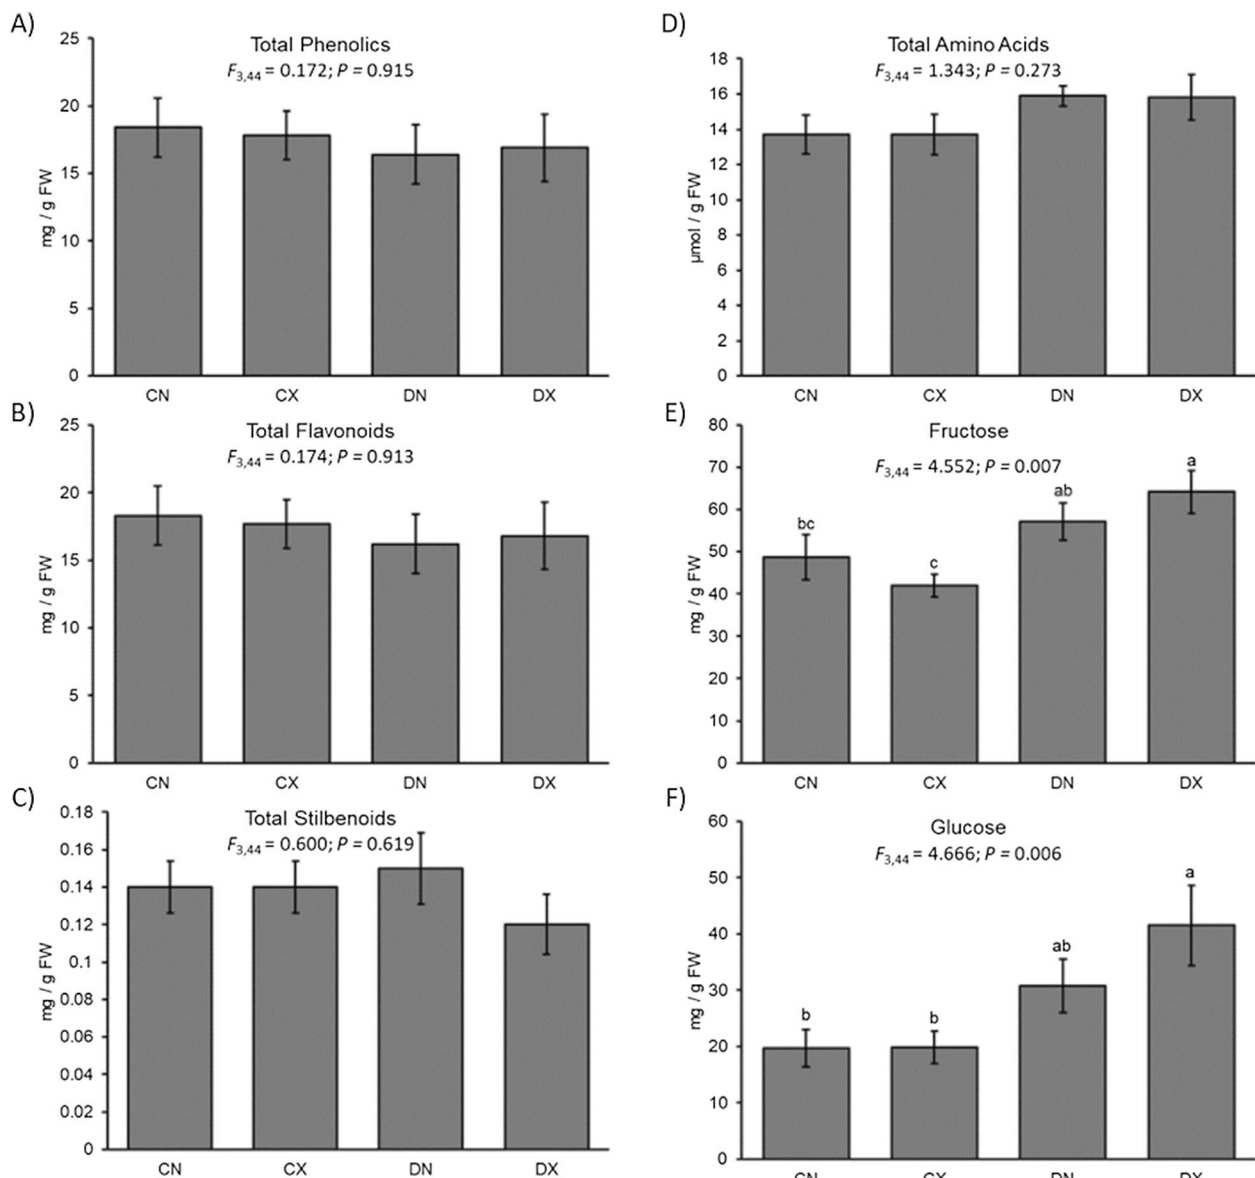 A)
Total Phenolics
F3,44 = 0.172; P = 0.915
25
20
15
10
5
0
mg / g FW
CN CX DN DX
B)
Total Flavonoids
F3,44 = 0.174; P = 0.913
25
20
15
10
5
0
mg / g FW
CN CX DN DX
C)
Total Stilbenoids
F3,44 = 0.600; P = 0.619
0.18
0.16
0.14
0.12
0.1
0.08
0.06
0.04
0.02
0
mg / g FW
CN CX DN DX
D)
Total Amino Acids
F3,44 = 1.343; P = 0.273
18
16
14
12
10
8
6
4
2
0
µmol / g FW
CN CX DN DX
E)
Fructose
F3,44 = 4.552; P = 0.007
80
70
60
50
40
30
20
10
0
mg / g FW
bc c ab a
CN CX DN DX
F)
Glucose
F3,44 = 4.666; P = 0.006
60
50
40
30
20
10
0
mg / g FW
b b ab a
CN CX DN DX